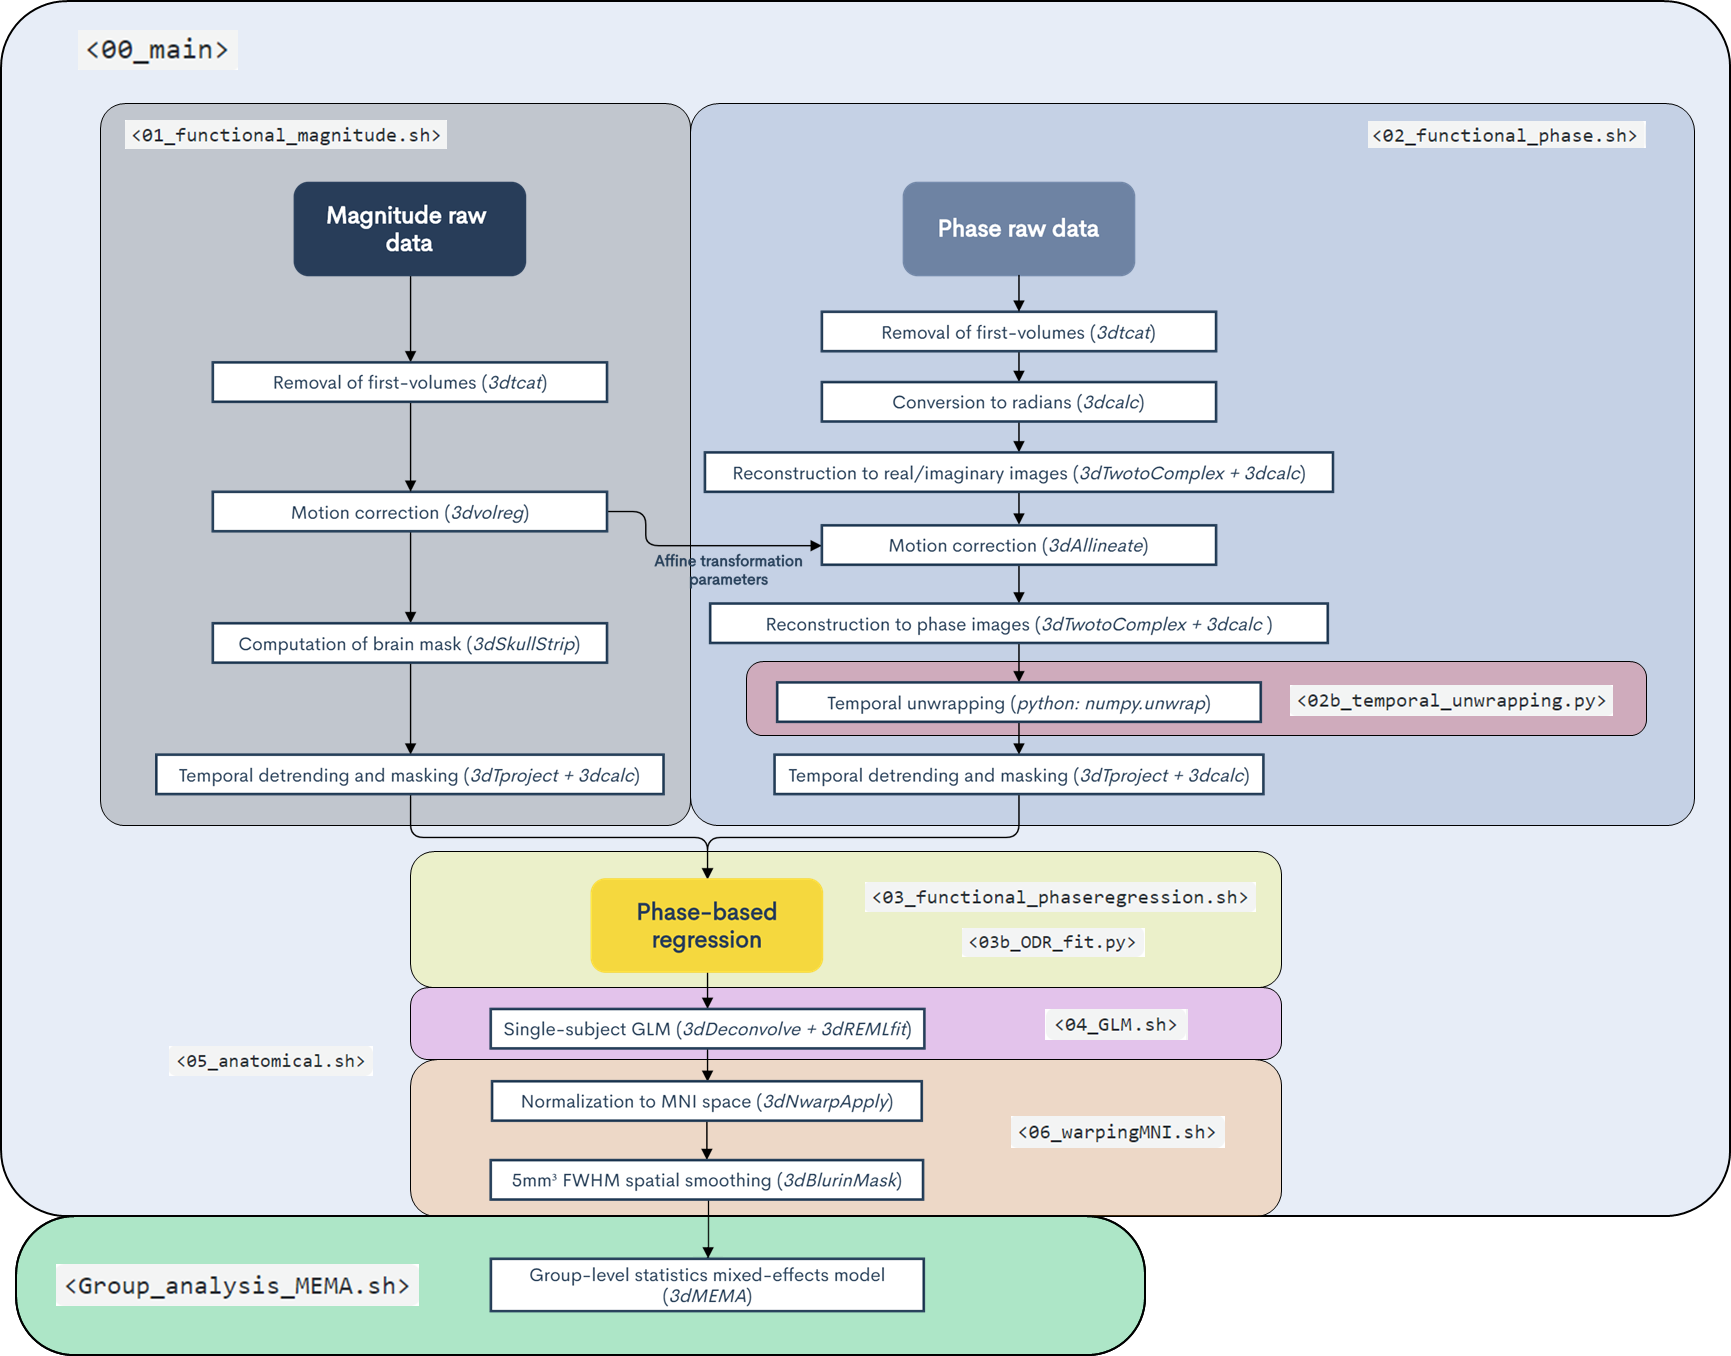 <00_main>
<01_functional_magnitude.sh>
Magnitude raw
data
Removal of first-volumes (3dtcat)
Motion correction (3dvolreg)
Affine transformation
parameters
Computation of brain mask (3dSkullStrip)
Temporal detrending and masking (3dTproject + 3dcalc)
<02_functional_phase.sh>
Phase raw data
Removal of first-volumes (3dtcat)
Conversion to radians (3dcalc)
Reconstruction to real/imaginary images (3dTwotoComplex + 3dcalc)
Motion correction (3dAllineate)
Reconstruction to phase images (3dTwotoComplex + 3dcalc )
Temporal unwrapping (python: numpy.unwrap)
<02b_temporal_unwrapping.py>
Temporal detrending and masking (3dTproject + 3dcalc)
Phase-based
regression
<03_functional_phaseregression.sh>
<03b_ODR_fit.py>
Single-subject GLM (3dDeconvolve + 3dREMLfit)
<04_GLM.sh>
<05_anatomical.sh>
Normalization to MNI space (3dNwarpApply)
<06_warpingMNI.sh>
5mm³ FWHM spatial smoothing (3dBlurinMask)
<Group_analysis_MEMA.sh>
Group-level statistics mixed-effects model
(3dMEMA)